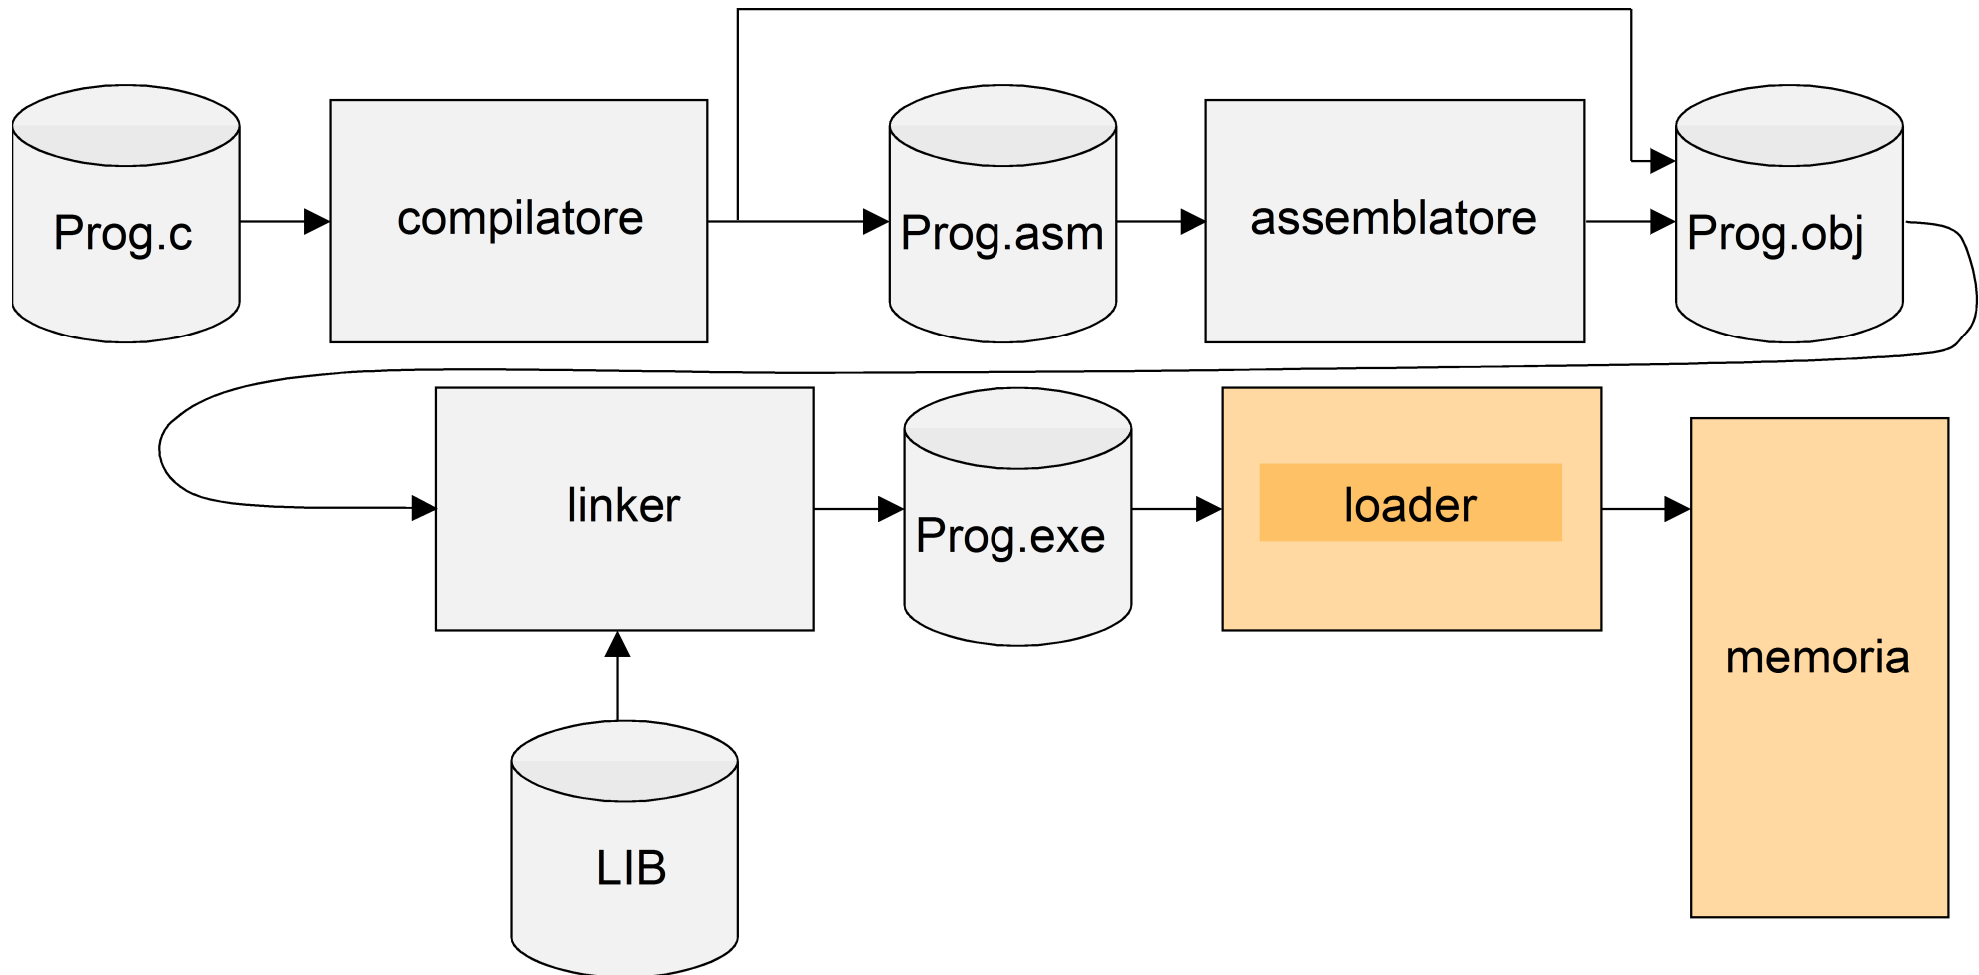 Prog.c
compilatore
Prog.asm
assemblatore
Prog.obj
linker
Prog.exe
loader
memoria
LIB